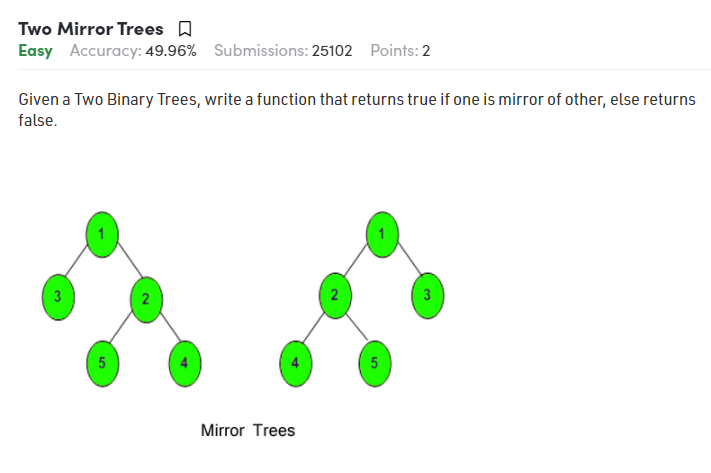 Two Mirror Trees
Easy Accuracy: 49.96% Submissions: 25102 Points: 2
Given a Two Binary Trees, write a function that returns true if one is mirror of other, else returns
false.
1 1
3 2 2 3
5 4 4 5
Mirror Trees